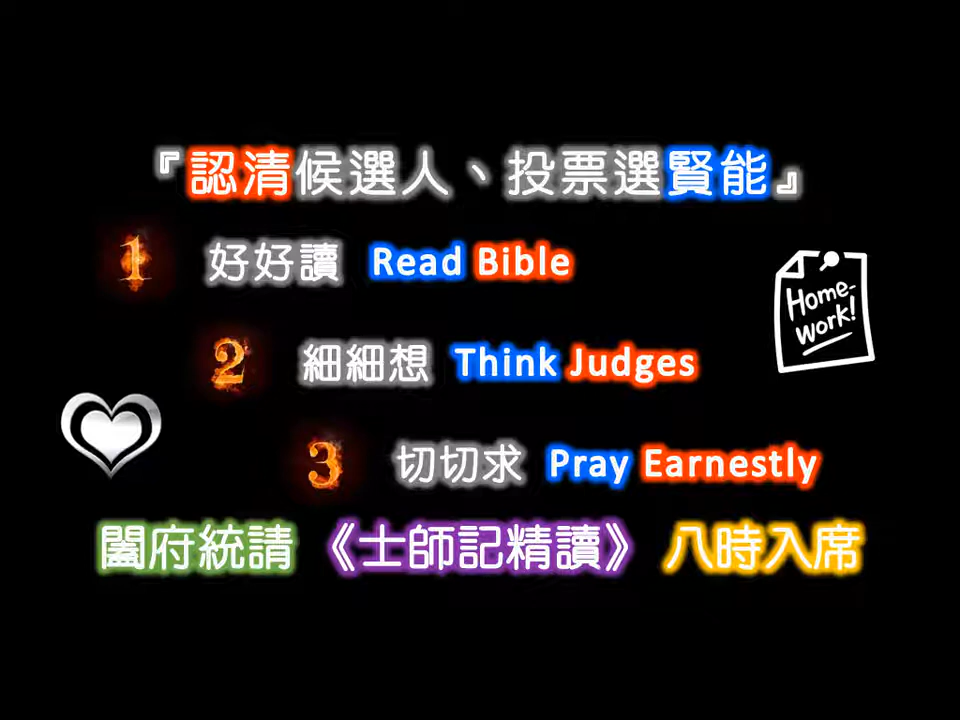 『認清候選人、投票選賢能』
1 好好讀 Read Bible
Home-
work!
2 細細想 Think Judges
3 切切求 Pray Earnestly
闔府統請 《士師記精讀》 八時入席